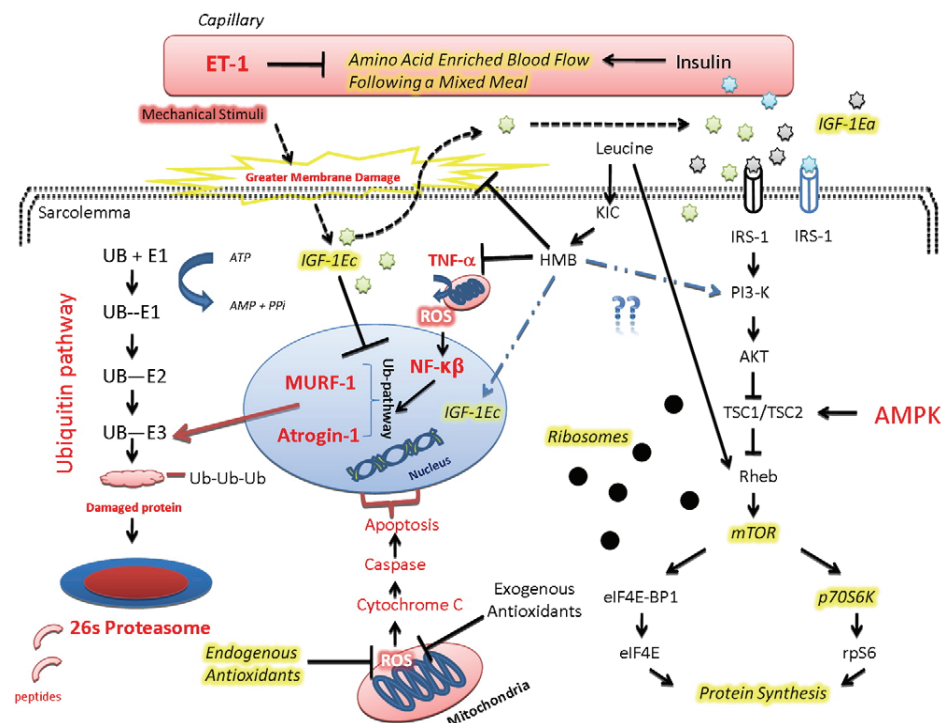 Capillary
ET-1
Amino Acid Enriched Blood Flow
Following a Mixed Meal
Insulin
Mechanical Stimuli
IGF-1Ea
Greater Membrane Damage
Leucine
Sarcolemma
KIC
IRS-1
IRS-1
UB + E1
ATP
IGF-1Ec
TNF-α
HMB
AMP + PPi
ROS
PI3-K
??
UB--E1
Ubiquitin pathway
UB—E2
MURF-1
Ub-pathway
NF-κβ
AKT
IGF-1Ec
TSC1/TSC2
AMPK
UB—E3
Atrogin-1
Ribosomes
Nucleus
Ub-Ub-Ub
Rheb
Damaged protein
Apoptosis
mTOR
Caspase
Exogenous
Antioxidants
eIF4E-BP1
p70S6K
Cytochrome C
26s Proteasome
Endogenous
Antioxidants
ROS
eIF4E
rpS6
peptides
Mitochondria
Protein Synthesis